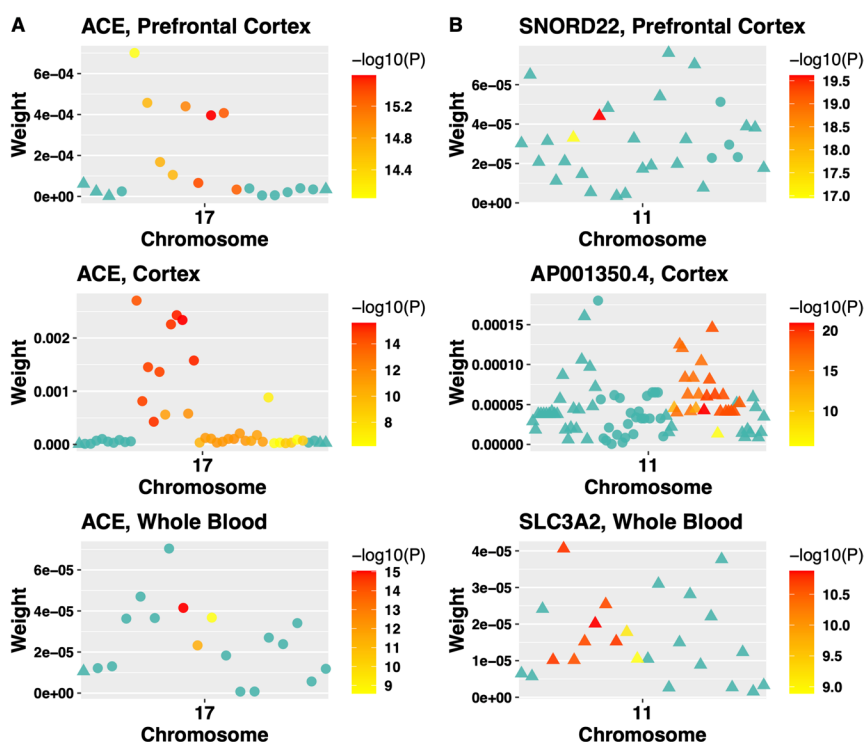 A
ACE, Prefrontal Cortex
Weight
6e−04
4e−04
2e−04
0e+00
17
Chromosome
−log10(P)
15.2
14.8
14.4
B
SNORD22, Prefrontal Cortex
Weight
6e−05
4e−05
2e−05
0e+00
11
Chromosome
−log10(P)
19.5
19.0
18.5
18.0
17.5
17.0
ACE, Cortex
Weight
0.002
0.001
0.000
17
Chromosome
−log10(P)
14
12
10
8
AP001350.4, Cortex
Weight
0.00015
0.00010
0.00005
0.00000
11
Chromosome
−log10(P)
20
15
10
ACE, Whole Blood
Weight
6e−05
4e−05
2e−05
0e+00
17
Chromosome
−log10(P)
15
14
13
12
11
10
9
SLC3A2, Whole Blood
Weight
4e−05
3e−05
2e−05
1e−05
0e+00
11
Chromosome
−log10(P)
10.5
10.0
9.5
9.0